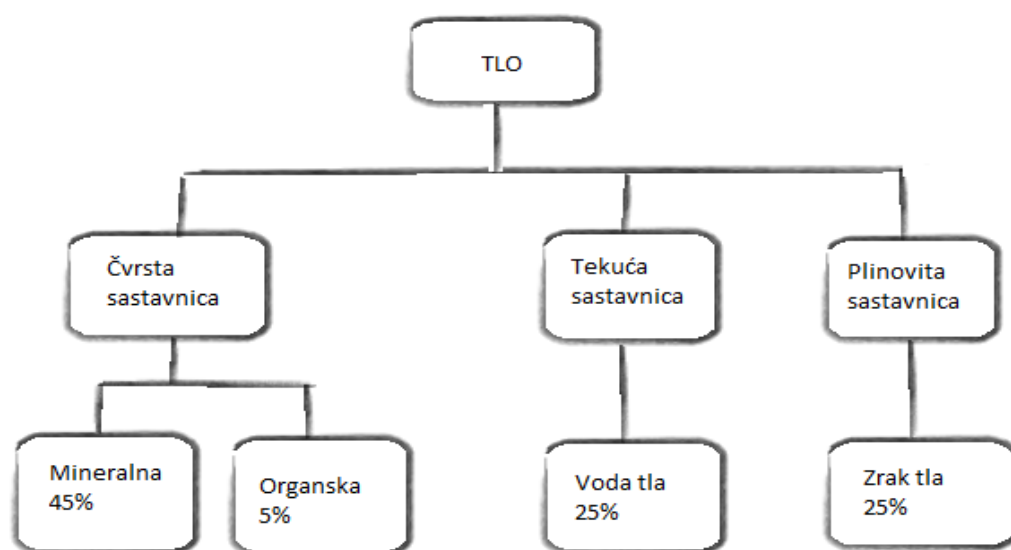 TLO
Čvrsta
sastavnica
Tekuća
sastavnica
Plinovita
sastavnica
Mineralna
45%
Organska
5%
Voda tla
25%
Zrak tla
25%